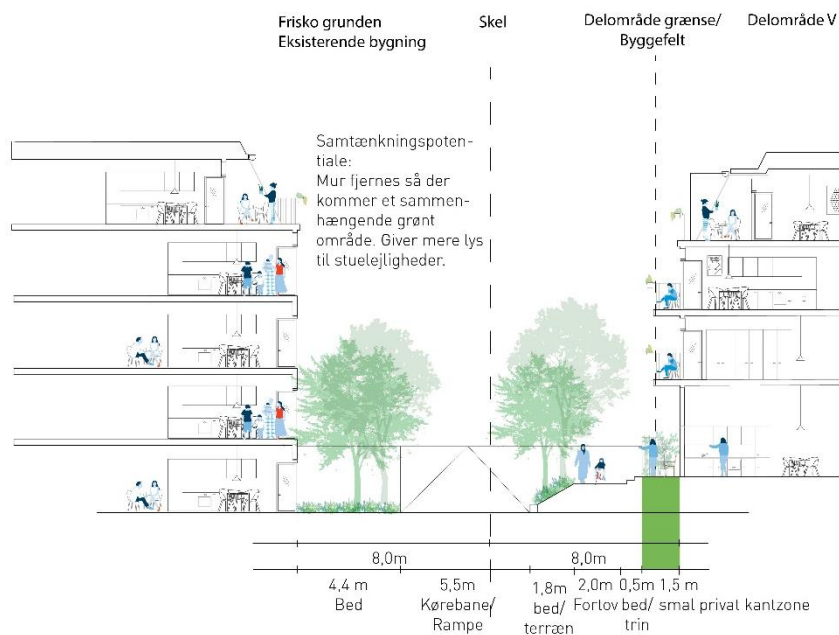 Frisko grunden
Eksisterende bygning
Skel
Delområde grænse/
Byggefelt
Delområde V
Samtænkningspoten-
tiale:
Mur fjernes så der
kommer et sammen-
hængende grønt
område. Giver mere lys
til stuelejligheder.
8,0m
8,0m
4,4 m
Bed
5,5m
Kørebane/
Rampe
1,8m
bed/
terræn
2,0m
Fortov
0,5m
bed/
trin
1,5 m
smal privat kantzone